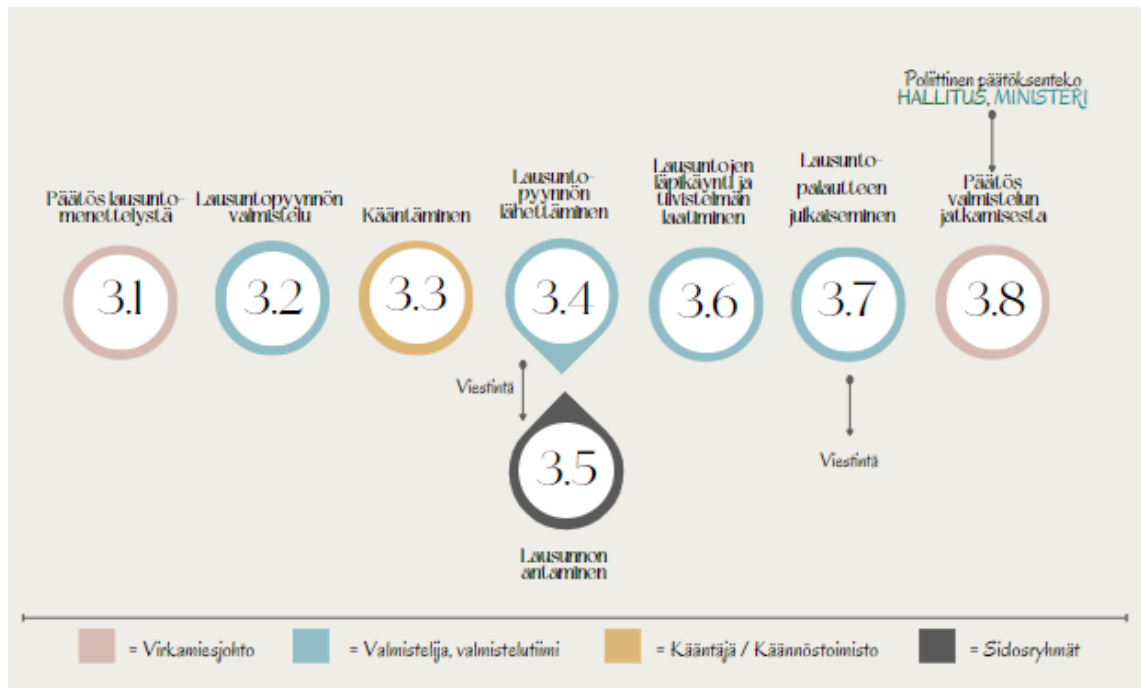 Poliittinen päätöksenteko
HALLITUS, MINISTERI
Päätös lausunto-
menettelystä
Lausuntopyynnön
valmistelu
Kääntäminen
Lausunto-
pyynnön
lähettäminen
Lausuntojen
läpikäynti ja
tiivistelmän
laatiminen
Lausunto-
palautteen
julkaiseminen
Päätös
valmistelun
jatkamisesta
3.1
3.2
3.3
3.4
3.6
3.7
3.8
Viestintä
3.5
Viestintä
Lausunnon
antaminen
= Virkamiesjohto
= Valmistelija, valmistelutiimi
= Kääntäjä / Käännöstoimisto
= Sidosryhmät